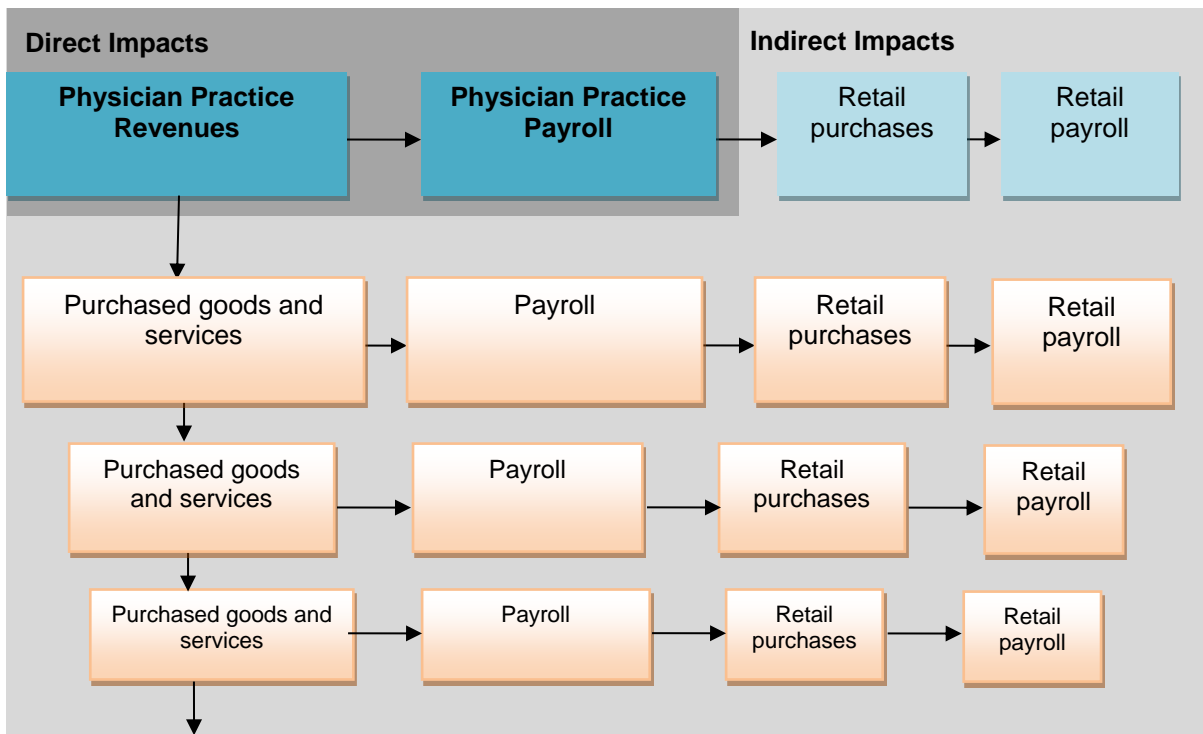 Direct Impacts
Indirect Impacts
Physician Practice
Revenues
Physician Practice
Payroll
Retail
purchases
Retail
payroll
Purchased goods and
services
Payroll
Retail
purchases
Retail
payroll
Purchased goods
and services
Payroll
Retail
purchases
Retail
payroll
Purchased goods and
services
Payroll
Retail
purchases
Retail
payroll